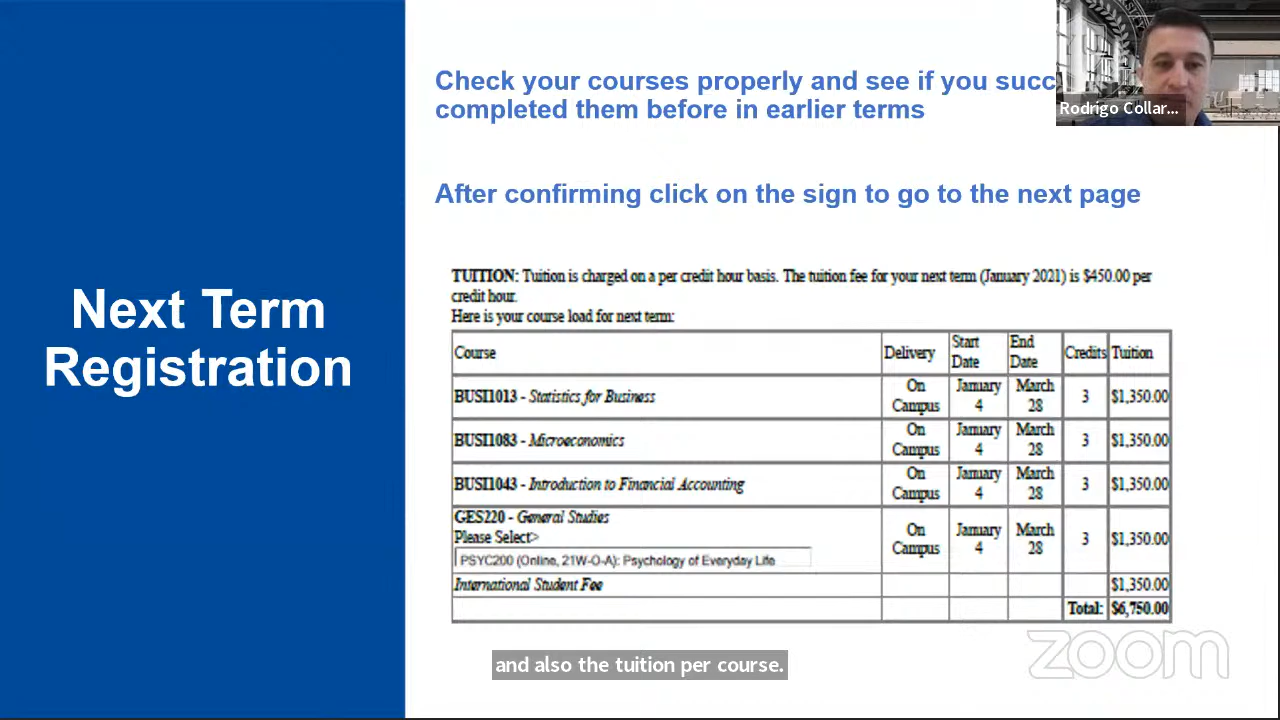 Check your courses properly and see if you succ
completed them before in earlier terms
Rodrigo Collar...
After confirming click on the sign to go to the next page
Next Term
Registration
TUITION: Tuition is charged on a per credit hour basis. The tuition fee for your next term (January 2021) is $450.00 per
credit hour.
Here is your course load for next term:
Course Delivery Start Date End Date Credits Tuition
BUSI1013 - Statistics for Business On Campus January 4 March 28 3 $1,350.00
BUSI1083 - Microeconomics On Campus January 4 March 28 3 $1,350.00
BUSI1043 - Introduction to Financial Accounting On Campus January 4 March 28 3 $1,350.00
GES220 - General Studies
Please Select>
PSYC200 (Online, 21W-O-A): Psychology of Everyday Life
On Campus January 4 March 28 3 $1,350.00
International Student Fee $1,350.00
Total: $6,750.00
zoom
and also the tuition per course.